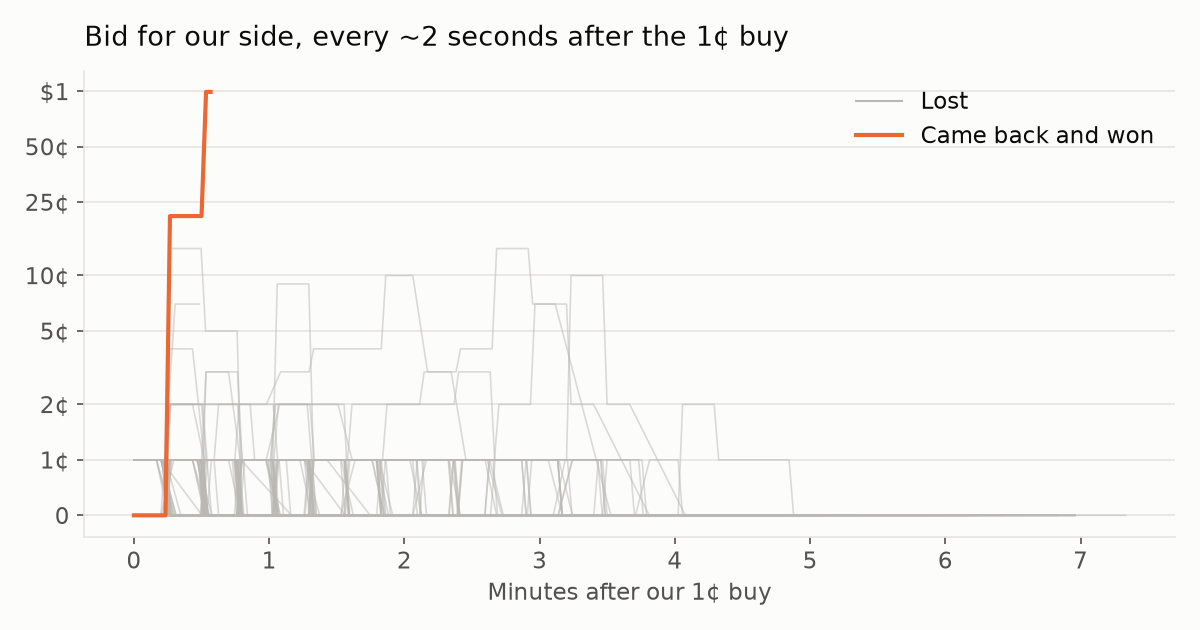 Bid for our side, every ~2 seconds after the 1¢ buy
$1
50¢
25¢
10¢
5¢
2¢
1¢
0
Lost
Came back and won
0 1 2 3 4 5 6 7
Minutes after our 1¢ buy